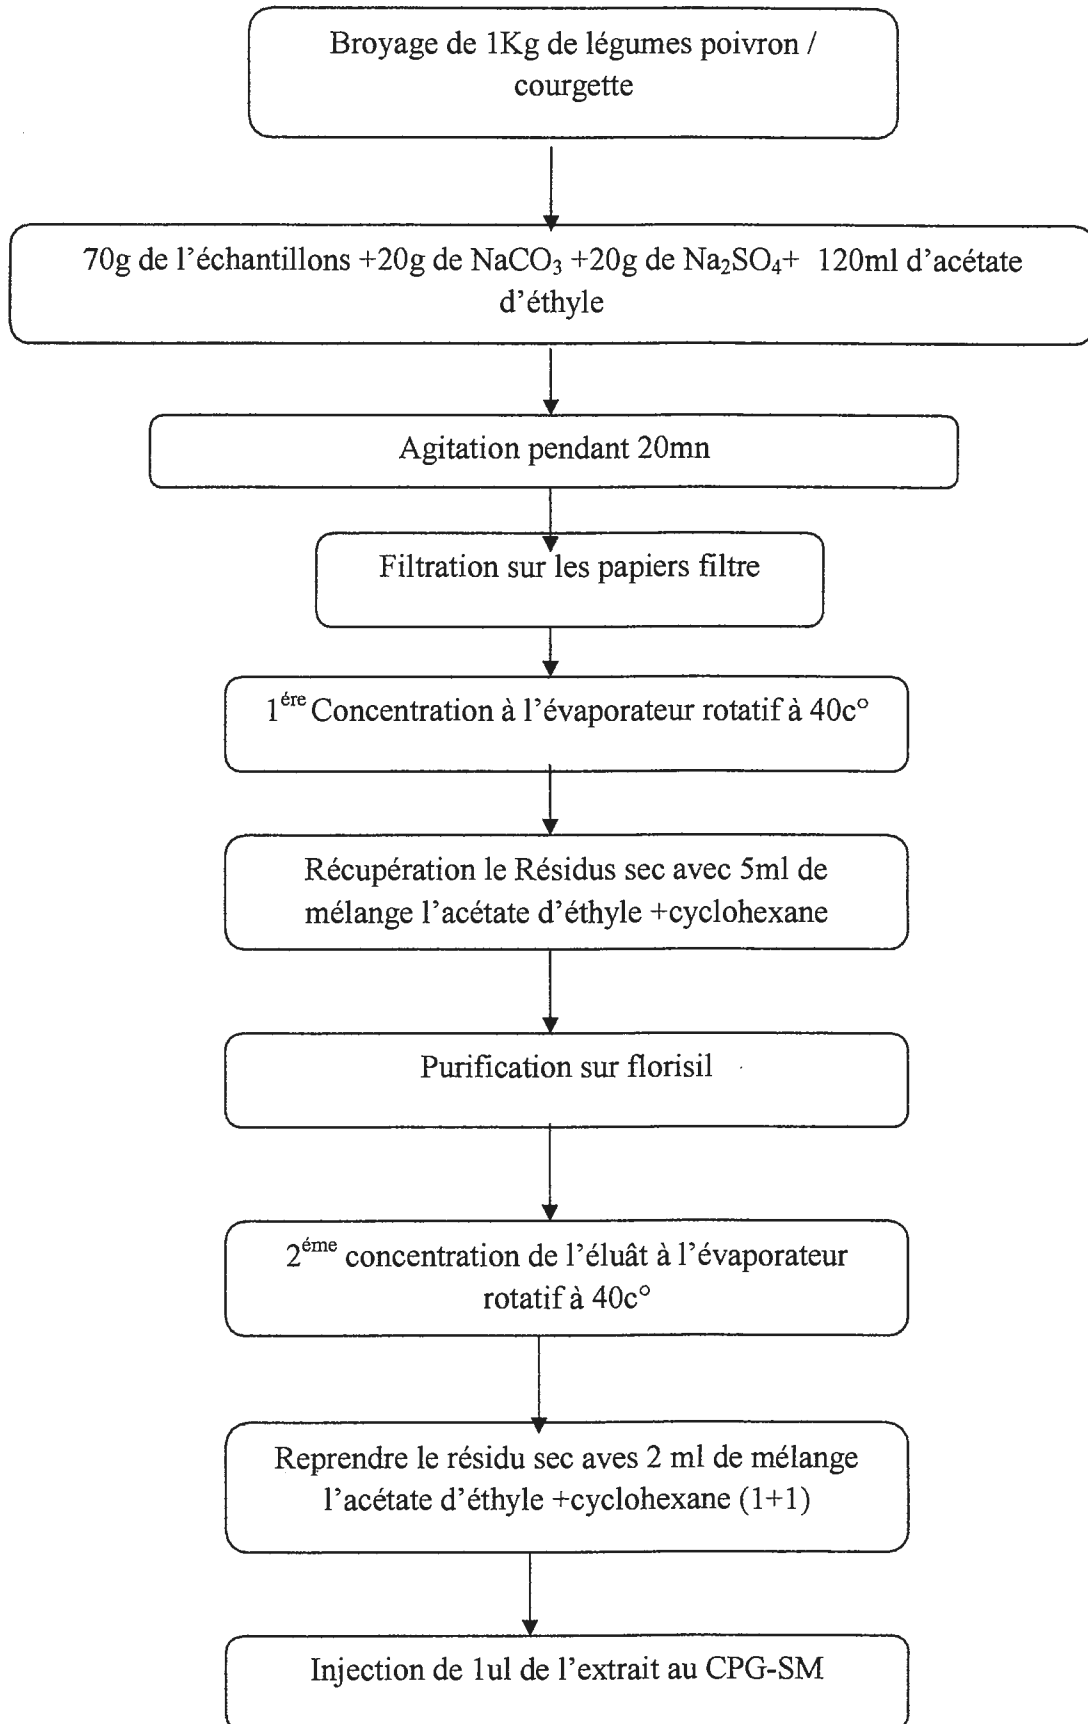 Broyage de 1Kg de légumes poivron /
courgette
70g de l'échantillons +20g de NaCO₃ +20g de Na₂SO₄+ 120ml d'acétate
d'éthyle
Agitation pendant 20mn
Filtration sur les papiers filtre
1ére Concentration à l'évaporateur rotatif à 40c°
Récupération le Résidus sec avec 5ml de
mélange l'acétate d'éthyle +cyclohexane
Purification sur florisil
2éme concentration de l'éluât à l'évaporateur
rotatif à 40c°
Reprendre le résidu sec aves 2 ml de mélange
l'acétate d'éthyle +cyclohexane (1+1)
Injection de 1ul de l'extrait au CPG-SM